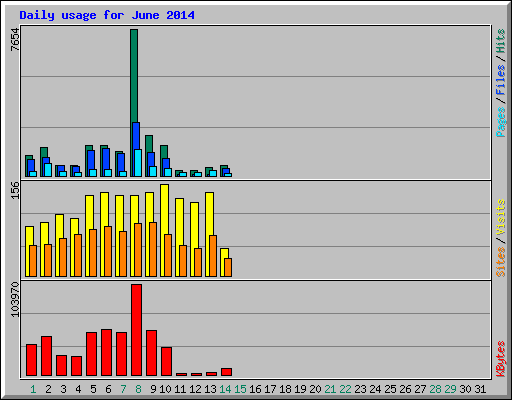 Daily usage for June 2014
7654
Pages / Files / Hits
156
Sites / Visits
103970
KBytes
1 2 3 4 5 6 7 8 9 10 11 12 13 14 15 16 17 18 19 20 21 22 23 24 25 26 27 28 29 30 31